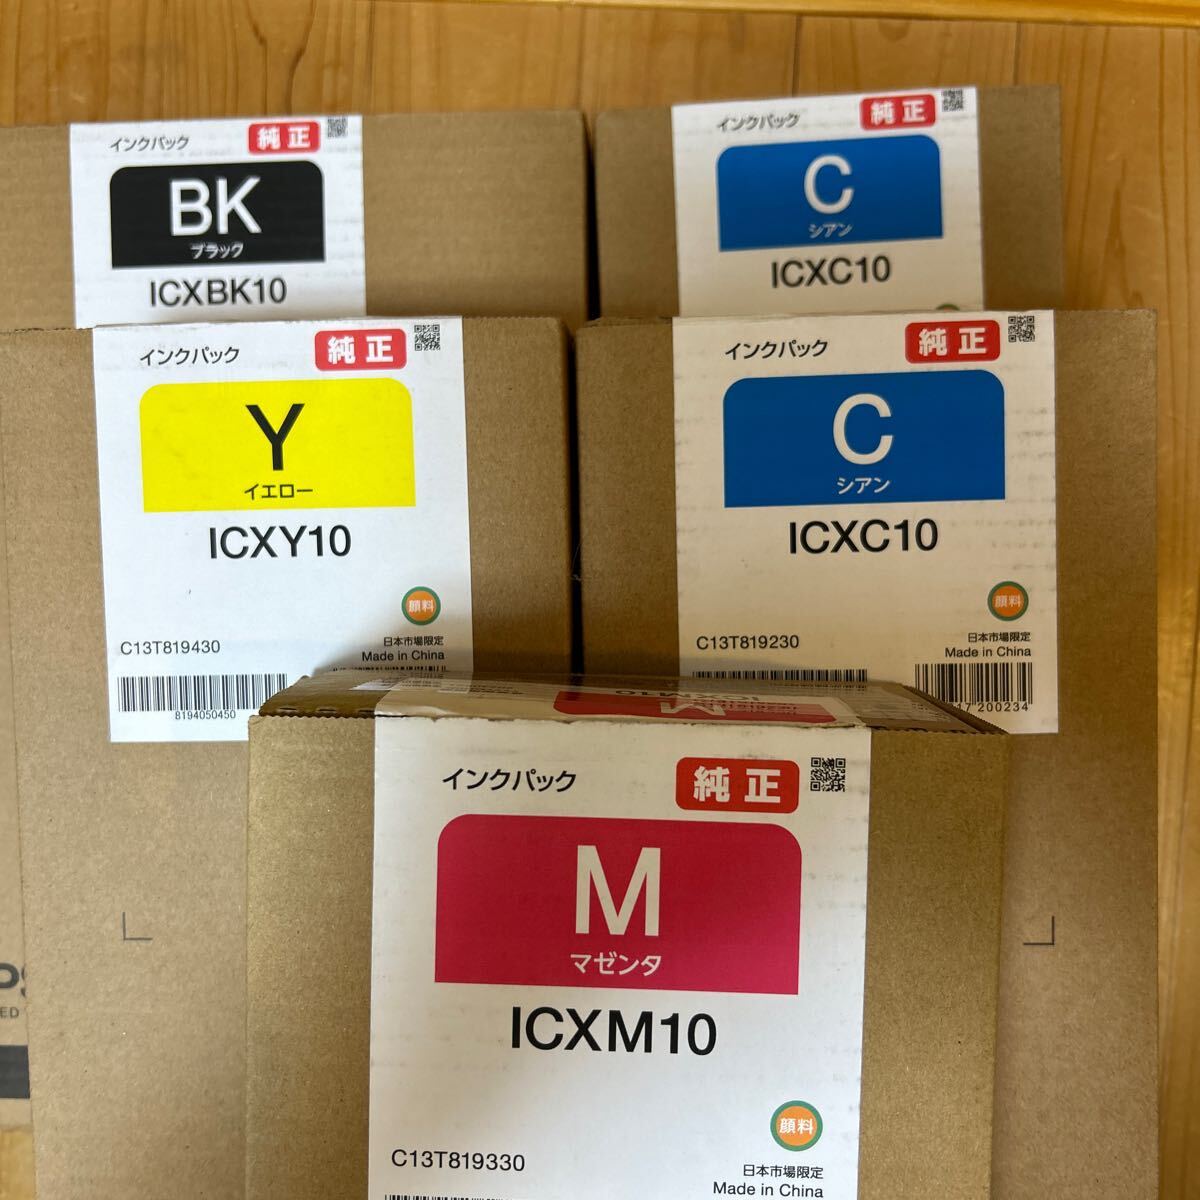 インクパック 純正
BK
ブラック
ICXBK10
インクパック 純正
C
シアン
ICXC10
インクパック 純正
Y
イエロー
ICXY10
顔料
C13T819430
日本市場限定
Made in China
8194050450
インクパック 純正
C
シアン
ICXC10
顔料
C13T819230
日本市場限定
Made in China
17 200234
M
ICXM10
インクパック 純正
M
マゼンタ
ICXM10
顔料
C13T819330
日本市場限定
Made in China